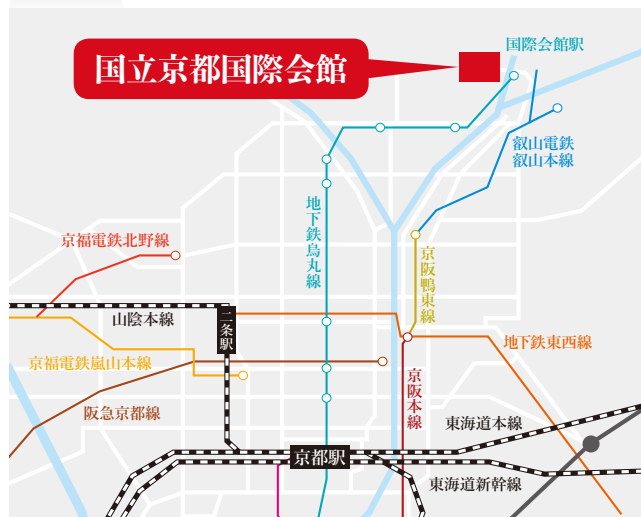 国際会館駅
国立京都国際会館
叡山電鉄
叡山本線
地下鉄烏丸線
京福電鉄北野線
京阪鴨東線
山陰本線
二条駅
地下鉄東西線
京福電鉄嵐山本線
京阪本線
阪急京都線
東海道本線
京都駅
東海道新幹線